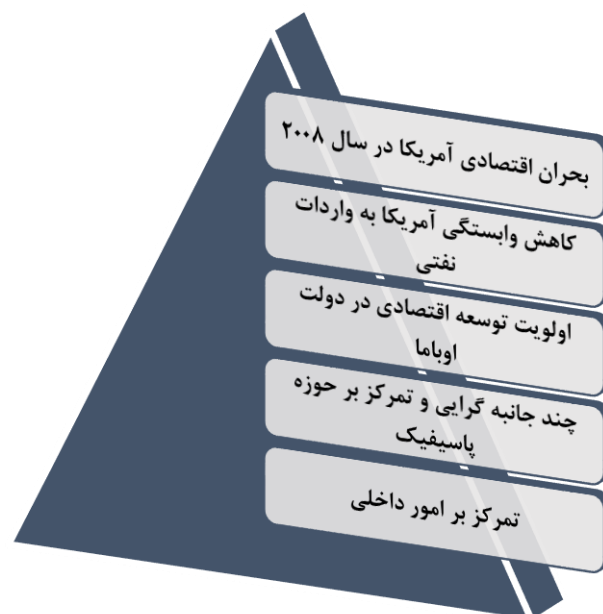 بحران اقتصادی آمریکا در سال ۲۰۰۸
کاهش وابستگی آمریکا به واردات
نفتی
اولویت توسعه اقتصادی در دولت
اوباما
چند جانبه گرایی و تمرکز بر حوزه
پاسیفیک
تمرکز بر امور داخلی